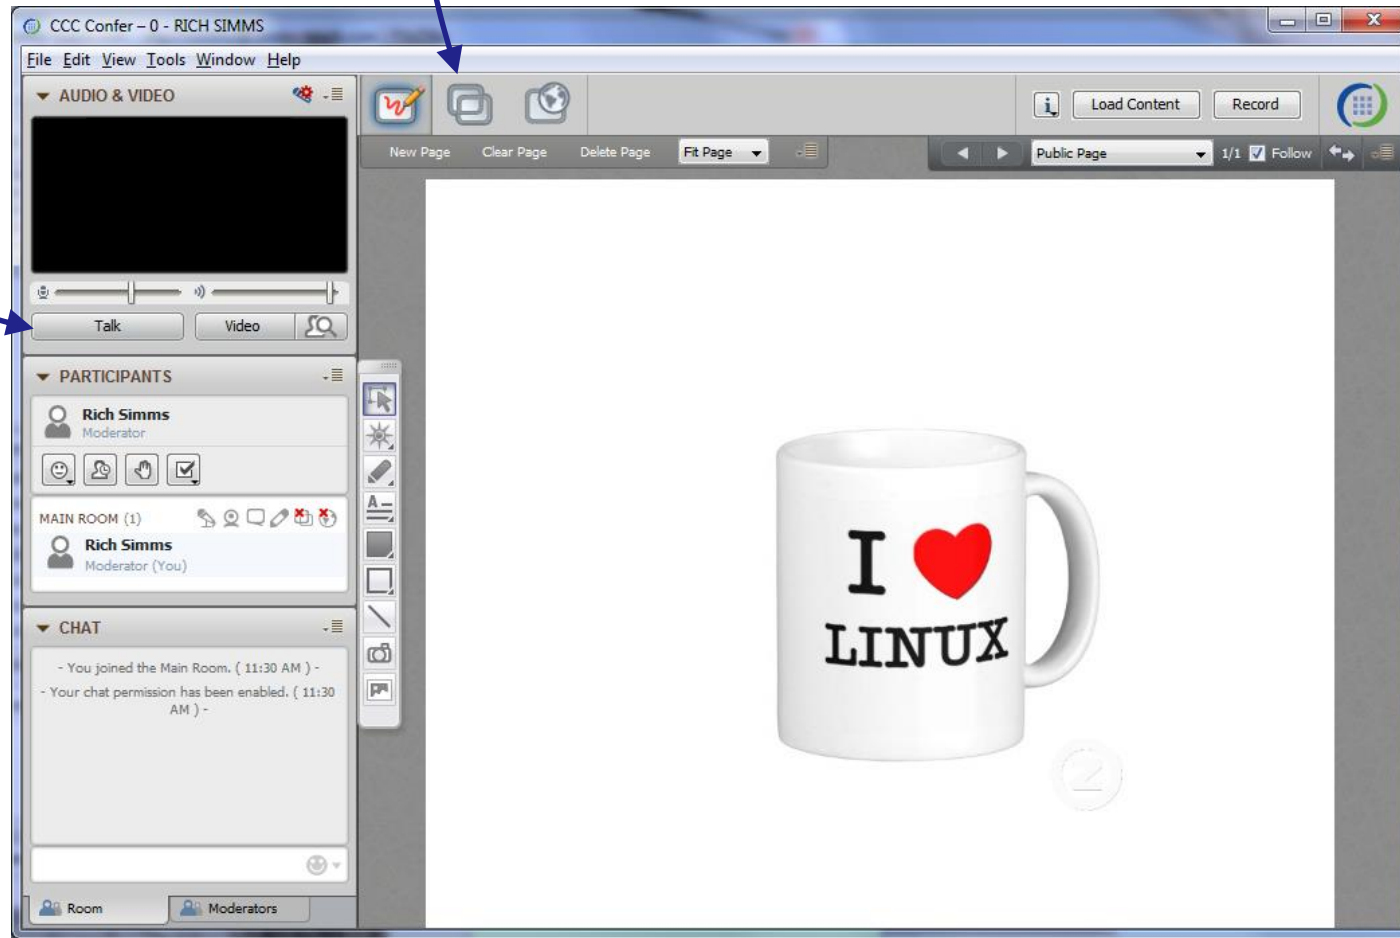 CCC Confer – 0 - RICH SIMMS
File Edit View Tools Window Help
AUDIO & VIDEO
Talk
Video
PARTICIPANTS
Rich Simms
Moderator
MAIN ROOM (1)
Rich Simms
Moderator (You)
CHAT
- You joined the Main Room. ( 11:30 AM ) -
- Your chat permission has been enabled. ( 11:30
AM ) -
Room
Moderators
i
Load Content
Record
New Page
Clear Page
Delete Page
Fit Page
Public Page
1/1
Follow
A
I
LINUX